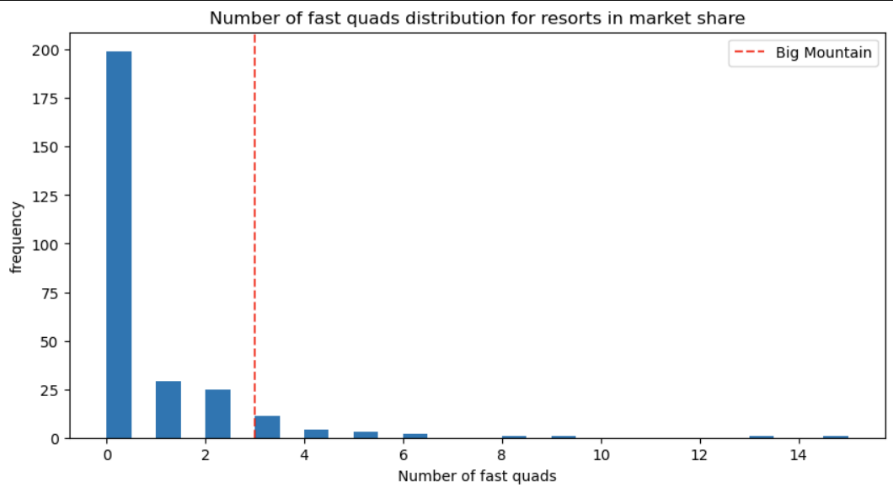 Number of fast quads distribution for resorts in market share
Big Mountain
200
175
150
125
100
75
50
25
0
frequency
0 2 4 6 8 10 12 14
Number of fast quads